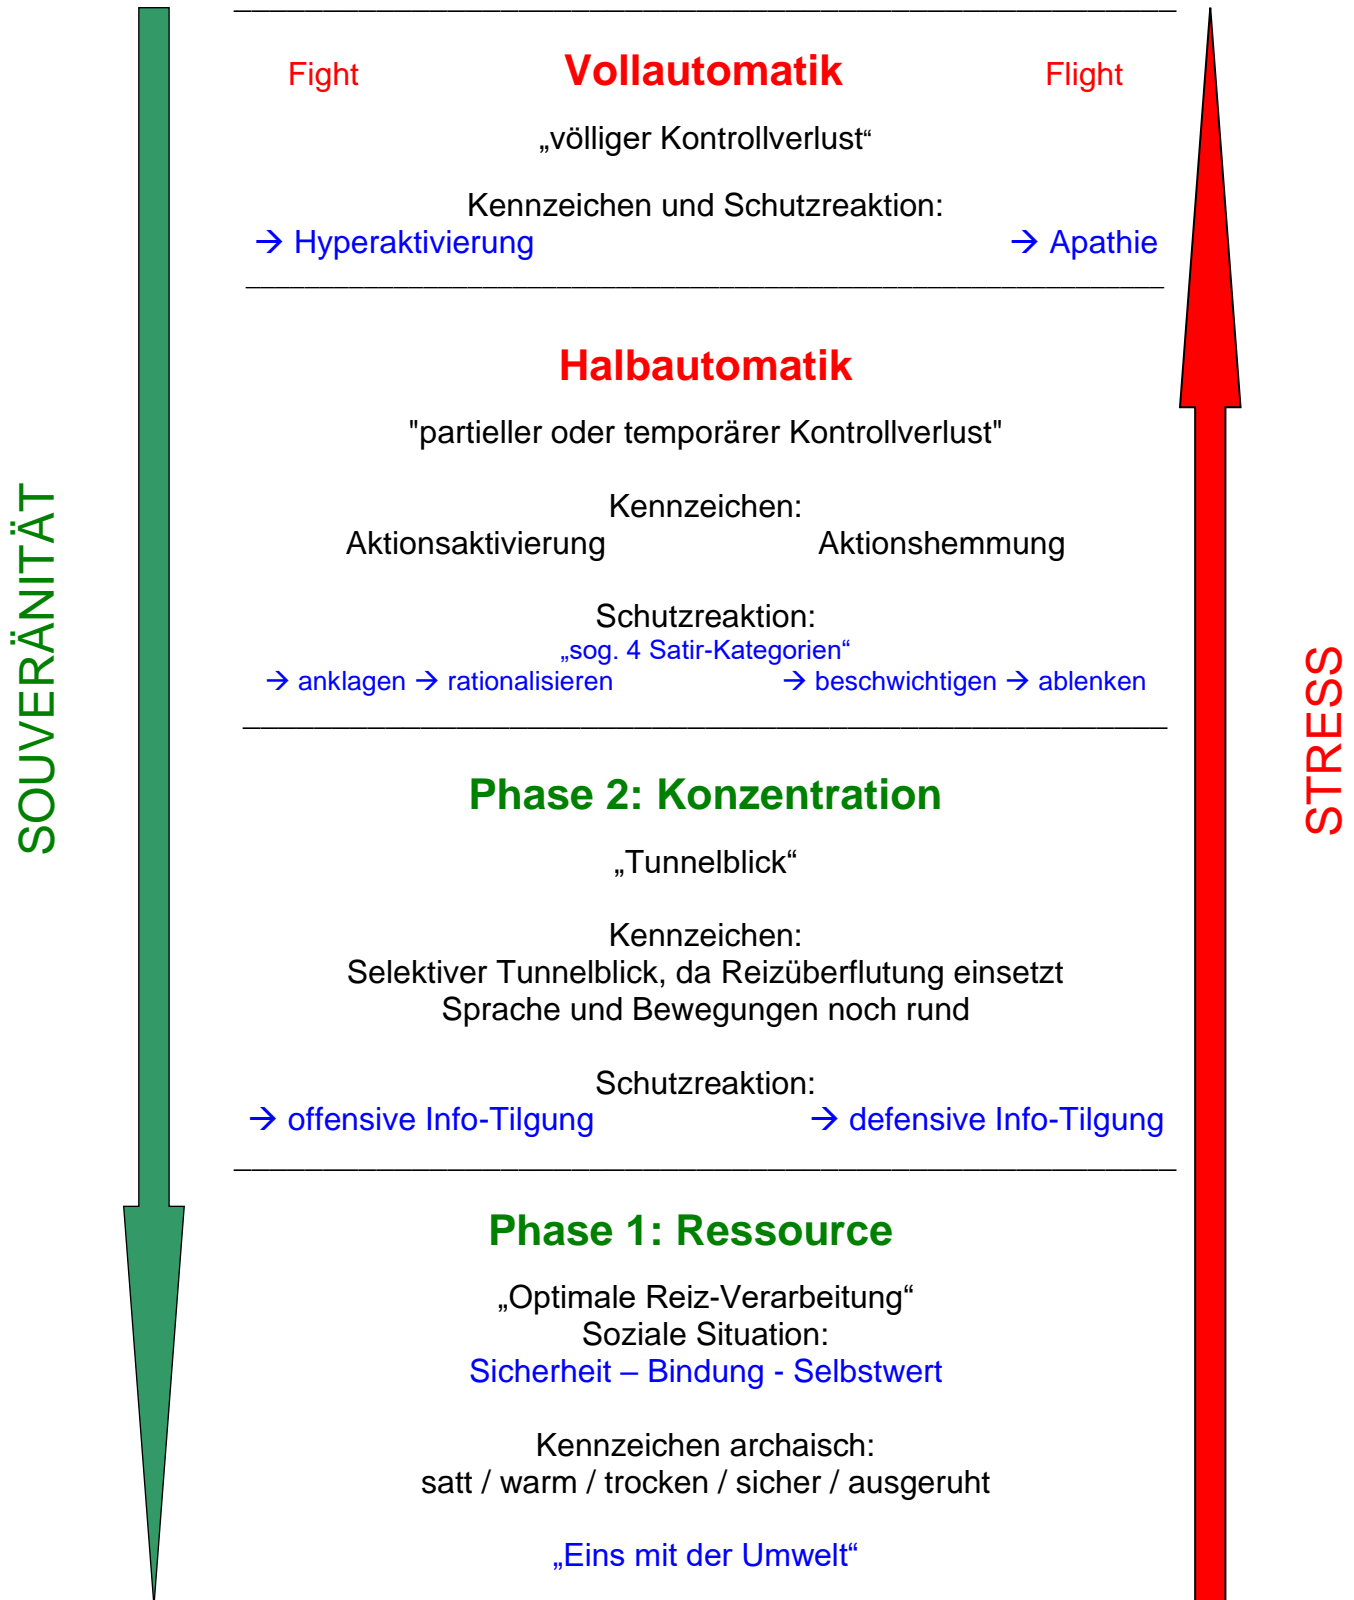 Fight Vollautomatik Flight
„völliger Kontrollverlust“
Kennzeichen und Schutzreaktion:
→ Hyperaktivierung → Apathie
Halbautomatik
"partieller oder temporärer Kontrollverlust"
Kennzeichen:
Aktionsaktivierung Aktionshemmung
Schutzreaktion:
„sog. 4 Satir-Kategorien“
→ anklagen → rationalisieren → beschwichtigen → ablenken
SOUVERÄNITÄT
STRESS
Phase 2: Konzentration
„Tunnelblick“
Kennzeichen:
Selektiver Tunnelblick, da Reizüberflutung einsetzt
Sprache und Bewegungen noch rund
Schutzreaktion:
→ offensive Info-Tilgung → defensive Info-Tilgung
Phase 1: Ressource
„Optimale Reiz-Verarbeitung“
Soziale Situation:
Sicherheit – Bindung - Selbstwert
Kennzeichen archaisch:
satt / warm / trocken / sicher / ausgeruht
„Eins mit der Umwelt“